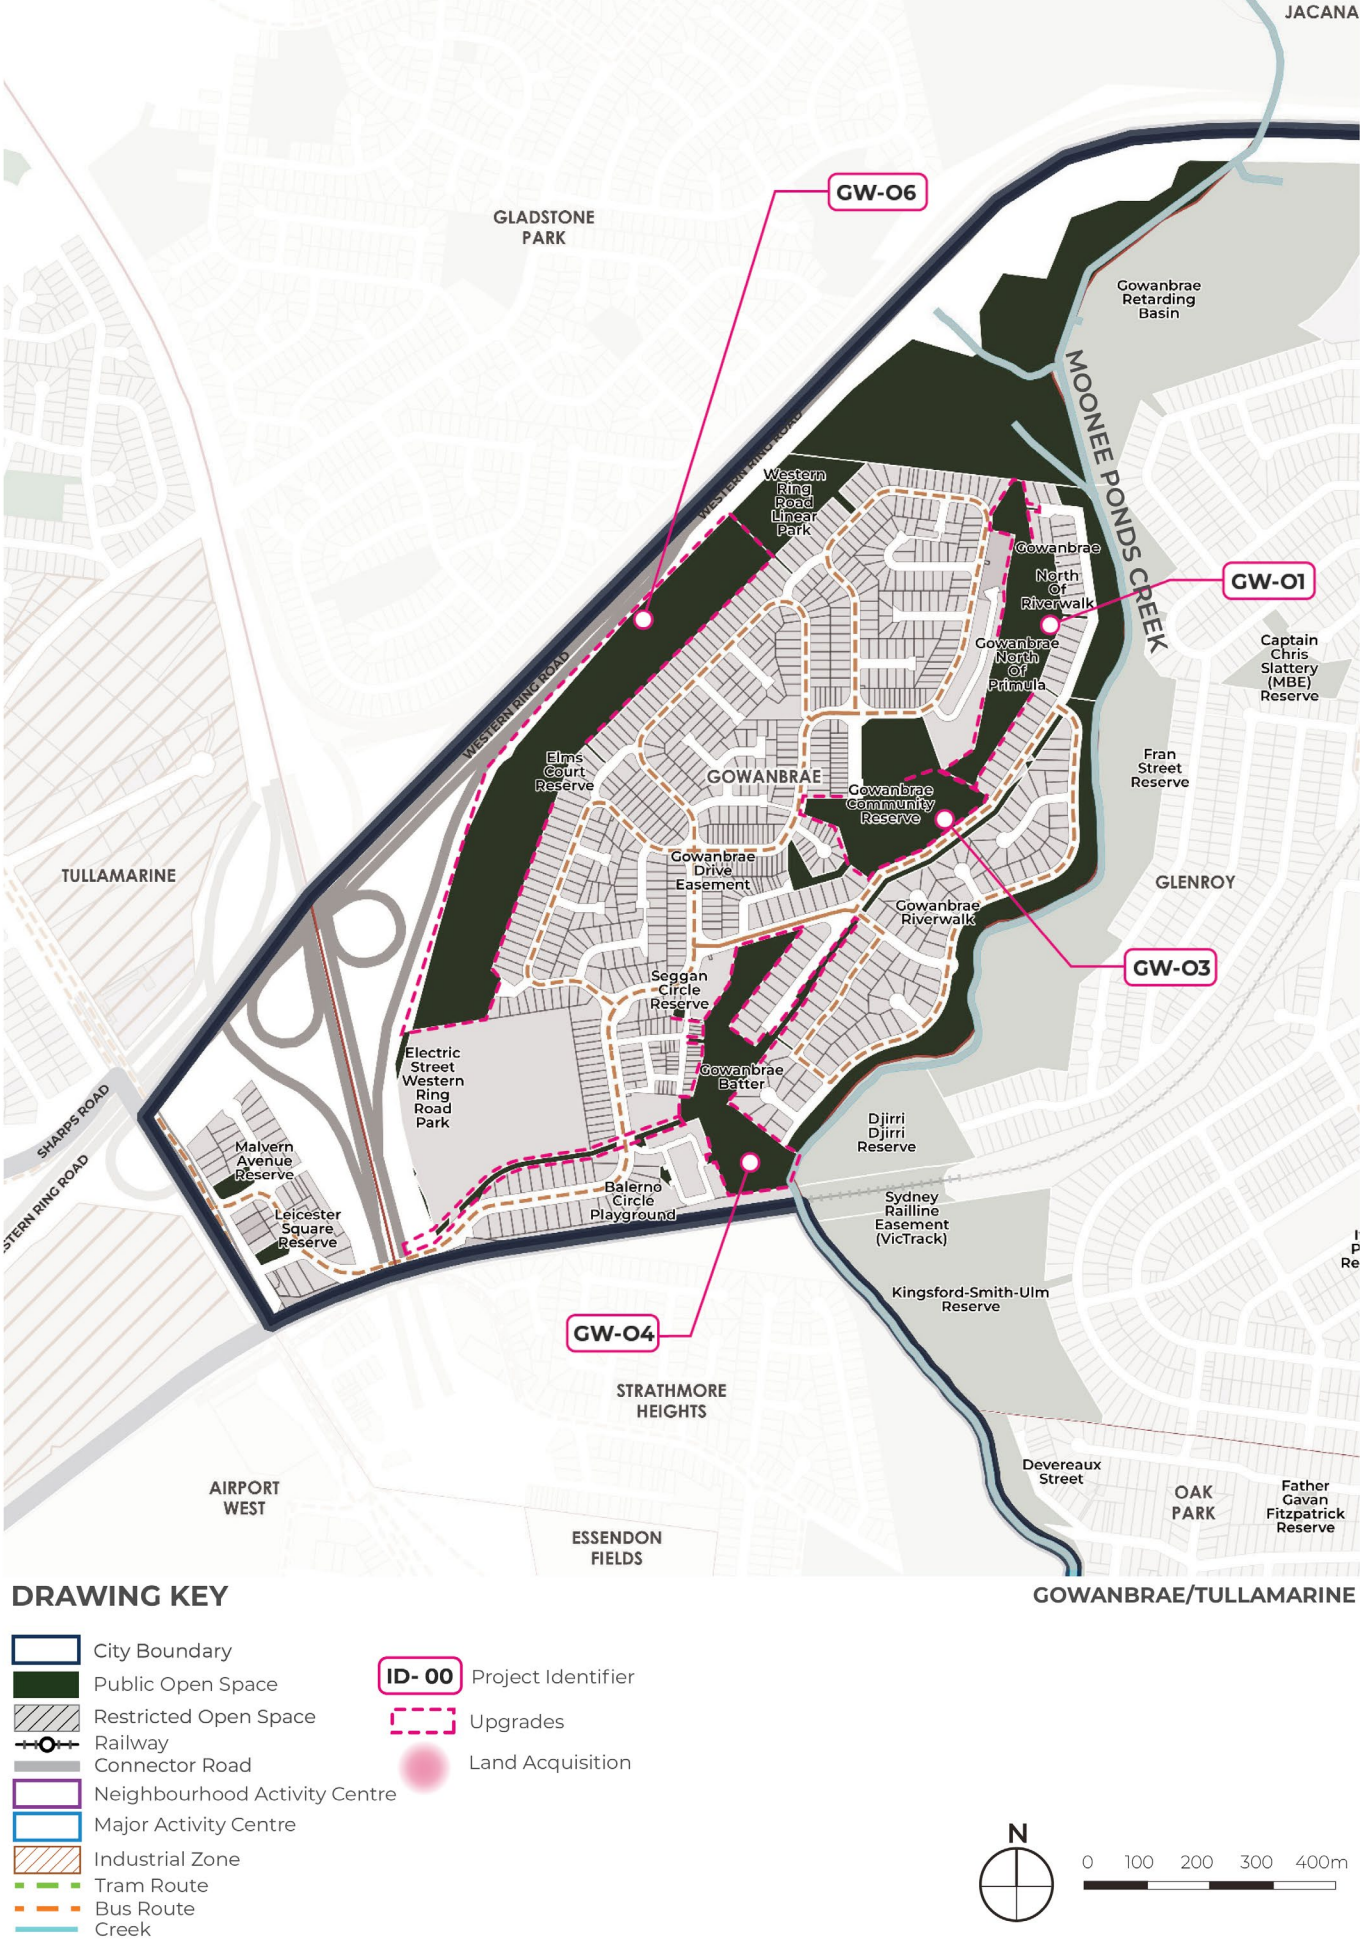 JACANA
GW-06
GLADSTONE
PARK
Gowanbrae
Retarding
Basin
MOONEE PONDS CREEK
WESTERN RING ROAD
Western
Ring
Road
Linear
Park
Gowanbrae
North
Of
Riverwalk
GW-01
Gowanbrae
North
Of
Primula
Captain
Chris
Slattery
(MBE)
Reserve
WESTERN RING ROAD
Elms
Court
Reserve
GOWANBRAE
Fran
Street
Reserve
Gowanbrae
Community
Reserve
TULLAMARINE
Gowanbrae
Drive
Easement
GLENROY
Gowanbrae
Riverwalk
GW-03
Seggan
Circle
Reserve
Electric
Street
Western
Ring
Road
Park
Gowanbrae
Batter
SHARPS ROAD
Djirri
Djirri
Reserve
Malvern
Avenue
Reserve
STERN RING ROAD
Balerno
Circle
Playground
Leicester
Square
Reserve
Sydney
Railline
Easement
(VicTrack)
I
P
Re
Kingsford-Smith-Ulm
Reserve
GW-04
STRATHMORE
HEIGHTS
Devereaux
Street
AIRPORT
WEST
OAK
PARK
Father
Gavan
Fitzpatrick
Reserve
ESSENDON
FIELDS
DRAWING KEY
GOWANBRAE/TULLAMARINE
City Boundary
Public Open Space
Restricted Open Space
Railway
Connector Road
Neighbourhood Activity Centre
Major Activity Centre
Industrial Zone
Tram Route
Bus Route
Creek
ID- 00 Project Identifier
Upgrades
Land Acquisition
N
0 100 200 300 400m